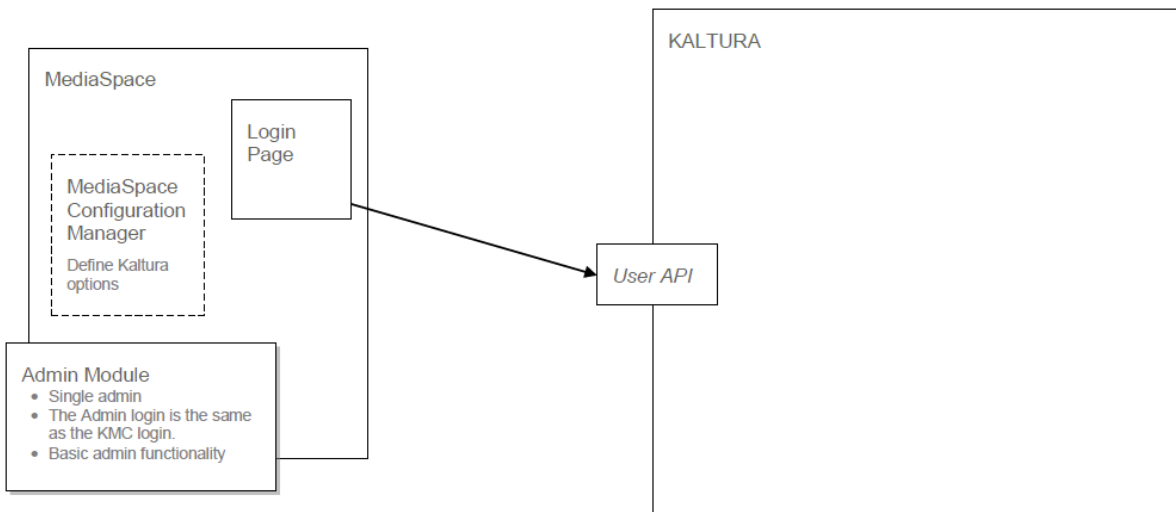 KALTURA
MediaSpace
Login
Page
MediaSpace
Configuration
Manager
Define Kaltura
options
User API
Admin Module
• Single admin
• The Admin login is the same
as the KMC login.
• Basic admin functionality